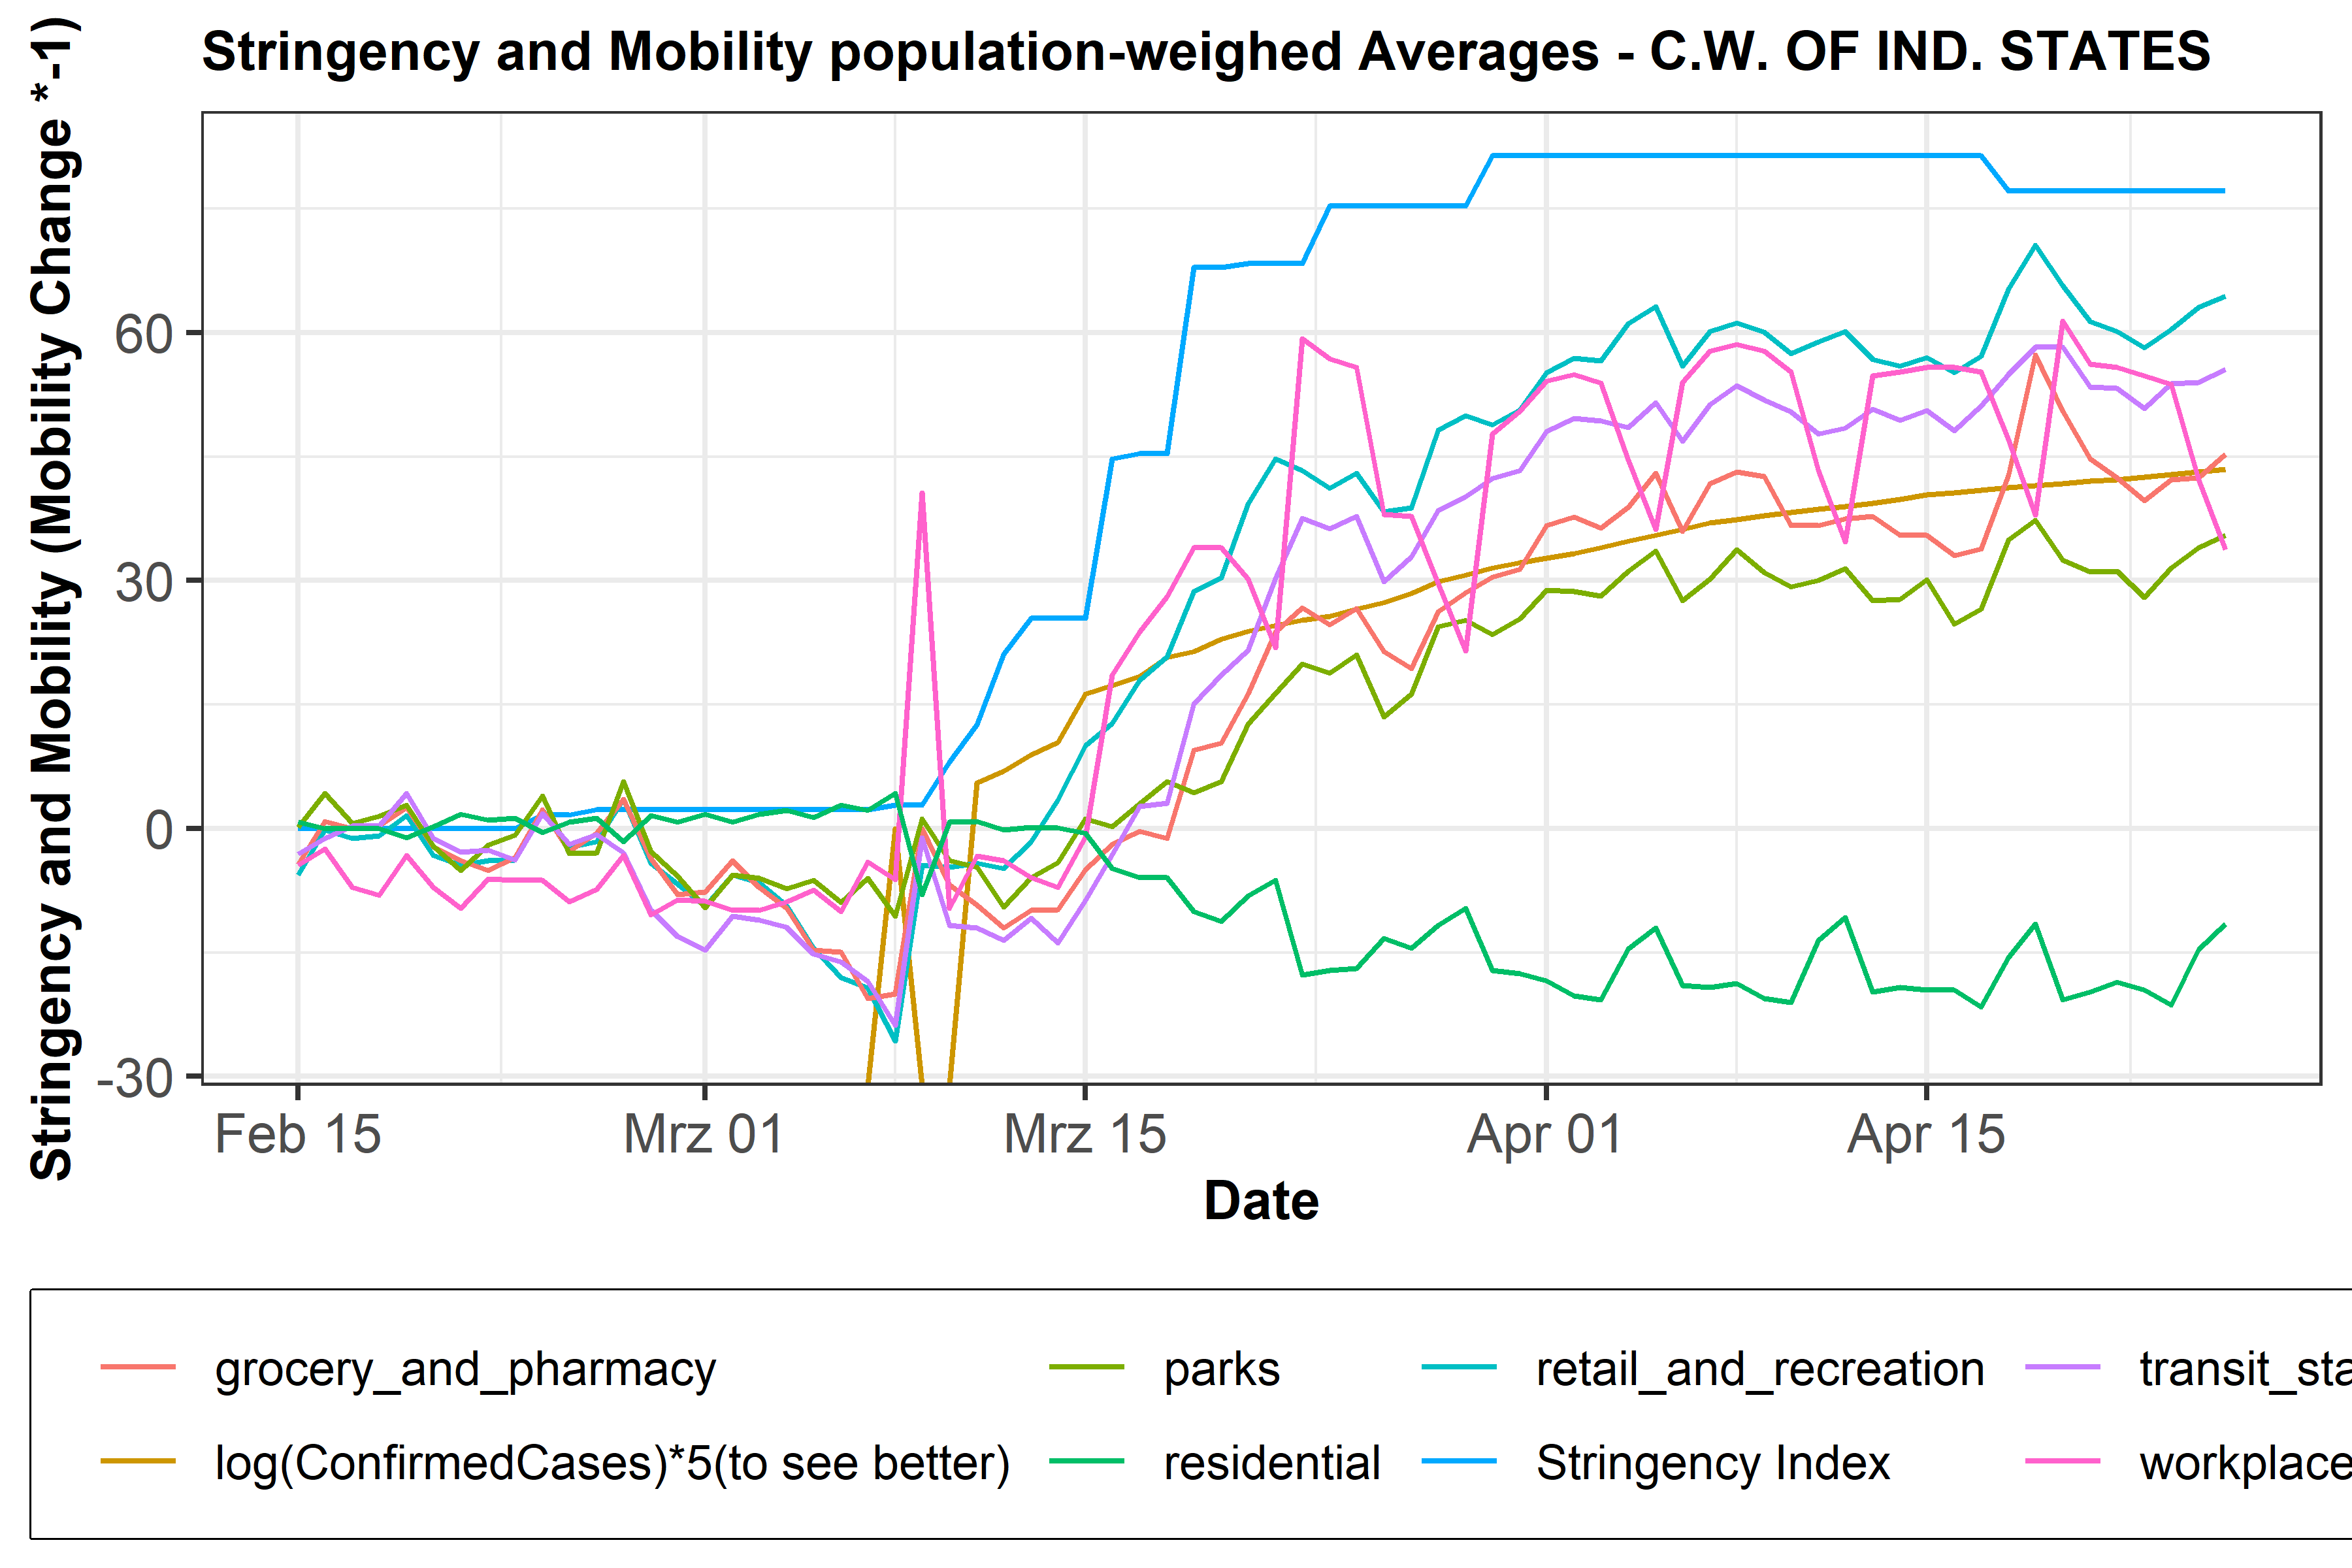 Stringency and Mobility population-weighed Averages - C.W. OF IND. STATES
Stringency and Mobility (Mobility Change *-1)
60
30
0
-30
Feb 15 Mrz 01 Mrz 15 Apr 01 Apr 15
Date
grocery_and_pharmacy parks retail_and_recreation transit_sta
log(ConfirmedCases)*5(to see better) residential Stringency Index workplace